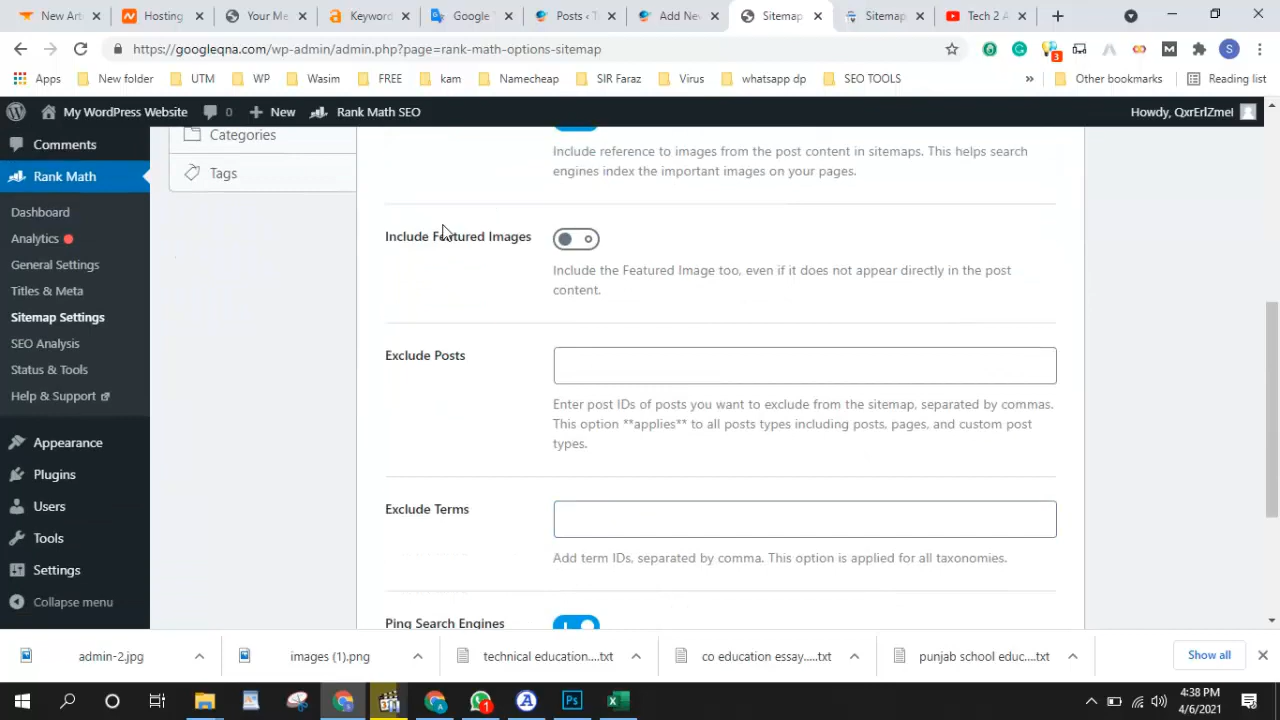 New Art
Hosting
Your Me
Keyword
Google
Posts ‹ T
Add Ne
Sitemap
Sitemap
Tech 2 A
https://googleqna.com/wp-admin/admin.php?page=rank-math-options-sitemap
3
S
Apps
New folder
UTM
WP
Wasim
FREE
kam
Namecheap
SIR Faraz
Virus
whatsapp dp
SEO TOOLS
»
Other bookmarks
Reading list
My WordPress Website
0
New
Rank Math SEO
Howdy, QxrErIZmel
Comments
Rank Math
Dashboard
Analytics
General Settings
Titles & Meta
Sitemap Settings
SEO Analysis
Status & Tools
Help & Support
Appearance
Plugins
Users
Tools
Settings
Collapse menu
Categories
Tags
Include reference to images from the post content in sitemaps. This helps search
engines index the important images on your pages.
Include Featured Images
Include the Featured Image too, even if it does not appear directly in the post
content.
Exclude Posts
Enter post IDs of posts you want to exclude from the sitemap, separated by commas.
This option **applies** to all posts types including posts, pages, and custom post
types.
Exclude Terms
Add term IDs, separated by comma. This option is applied for all taxonomies.
Ping Search Engines
admin-2.jpg
images (1).png
technical education....txt
co education essay.....txt
punjab school educ....txt
Show all
1
4:38 PM
4/6/2021